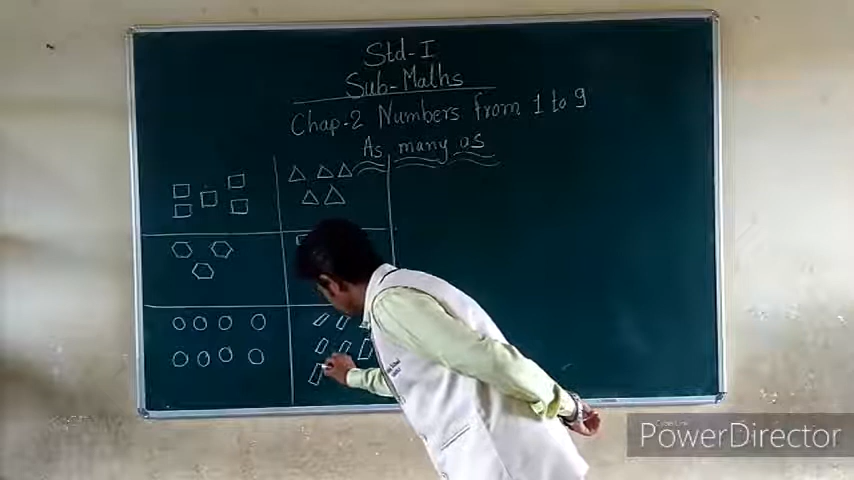 Std-I
Sub-Maths
Chap-2 Numbers from 1 to 9
As many as
PowerDirector